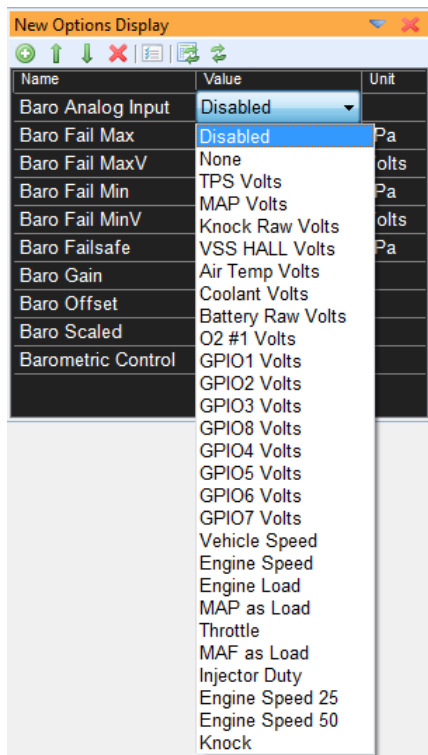 New Options Display
Name Value Unit
Baro Analog Input Disabled
Baro Fail Max Pa
Baro Fail MaxV olts
Baro Fail Min Pa
Baro Fail MinV olts
Baro Failsafe Pa
Baro Gain
Baro Offset
Baro Scaled
Barometric Control
Disabled
None
TPS Volts
MAP Volts
Knock Raw Volts
VSS HALL Volts
Air Temp Volts
Coolant Volts
Battery Raw Volts
O2 #1 Volts
GPIO1 Volts
GPIO2 Volts
GPIO3 Volts
GPIO8 Volts
GPIO4 Volts
GPIO5 Volts
GPIO6 Volts
GPIO7 Volts
Vehicle Speed
Engine Speed
Engine Load
MAP as Load
Throttle
MAF as Load
Injector Duty
Engine Speed 25
Engine Speed 50
Knock